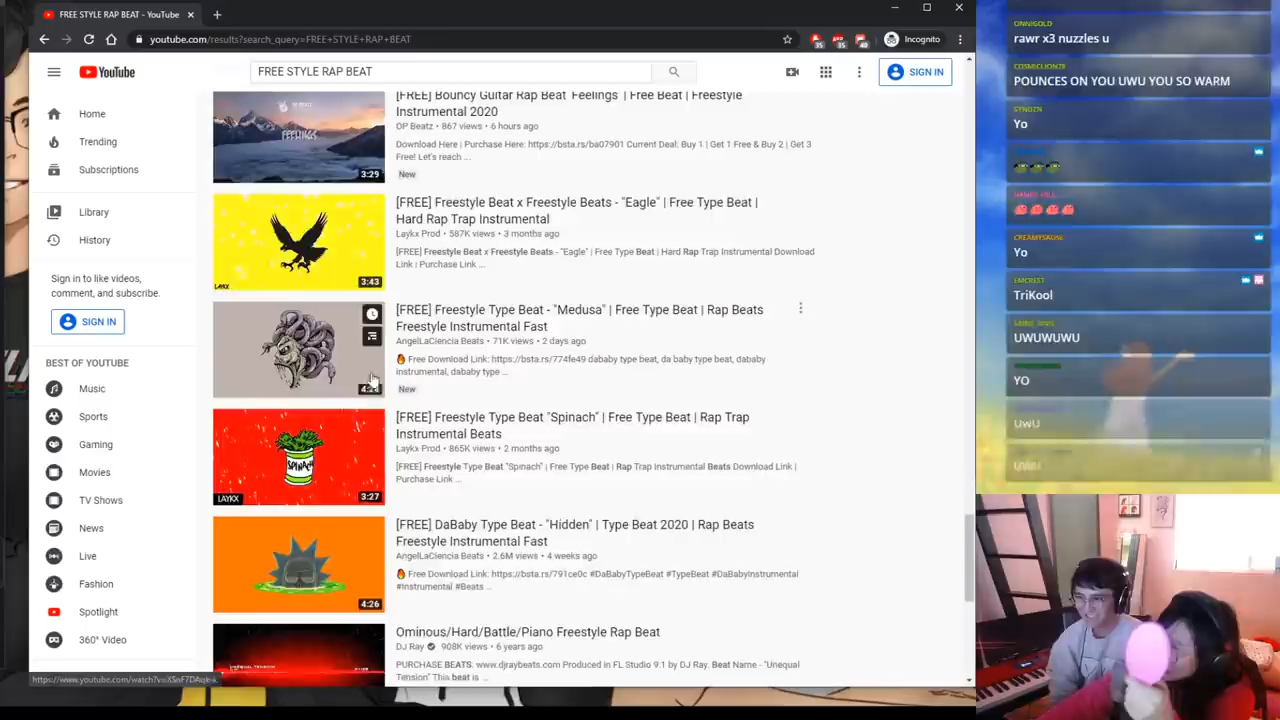 FREE STYLE RAP BEAT - YouTube
youtube.com/results?search_query=FREE+STYLE+RAP+BEAT
Incognito
YouTube
FREE STYLE RAP BEAT
SIGN IN
Home
Trending
Subscriptions
Library
History
Sign in to like videos,
comment, and subscribe.
SIGN IN
BEST OF YOUTUBE
Music
Sports
Gaming
Movies
TV Shows
News
Live
Fashion
Spotlight
360° Video
FEELINGS
3:29
[FREE] Bouncy Guitar Rap Beat "Feelings" | Free Beat | Freestyle
Instrumental 2020
OP Beatz • 867 views • 6 hours ago
Download Here | Purchase Here: https://bsta.rs/ba07901 Current Deal: Buy 1 | Get 1 Free & Buy 2 | Get 3
Free! Let's reach ...
New
LAYKX
3:43
[FREE] Freestyle Beat x Freestyle Beats - "Eagle" | Free Type Beat |
Hard Rap Trap Instrumental
Laykx Prod • 587K views • 3 months ago
[FREE] Freestyle Beat x Freestyle Beats - "Eagle" | Free Type Beat | Hard Rap Trap Instrumental Download
Link | Purchase Link ...
[FREE] Freestyle Type Beat - "Medusa" | Free Type Beat | Rap Beats
Freestyle Instrumental Fast
AngelLaCiencia Beats • 71K views • 2 days ago
Free Download Link: https://bsta.rs/774fe49 dababy type beat, da baby type beat, dababy
instrumental, dababy type ...
New
SPINACH
LAYKX
3:27
[FREE] Freestyle Type Beat "Spinach" | Free Type Beat | Rap Trap
Instrumental Beats
Laykx Prod • 865K views • 2 months ago
[FREE] Freestyle Type Beat "Spinach" | Free Type Beat | Rap Trap Instrumental Beats Download Link |
Purchase Link ...
4:26
[FREE] DaBaby Type Beat - "Hidden" | Type Beat 2020 | Rap Beats
Freestyle Instrumental Fast
AngelLaCiencia Beats • 2.6M views • 4 weeks ago
Free Download Link: https://bsta.rs/791ce0c #DaBabyTypeBeat #TypeBeat #DaBabyInstrumental
#Instrumental #Beats ...
Ominous/Hard/Battle/Piano Freestyle Rap Beat
DJ Ray • 908K views • 6 years ago
PURCHASE BEATS. www.djraybeats.com Produced in FL Studio 9.1 by DJ Ray. Beat Name - "Unequal
Tension" This beat is ...
ONNIGOLD
rawr x3 nuzzles u
POUNCES ON YOU UWU YOU SO WARM
SYNOZN
Yo
CREAMYSAUSE
Yo
EMCREST
TriKool
UWUWUWU
YO
UwU
UWU